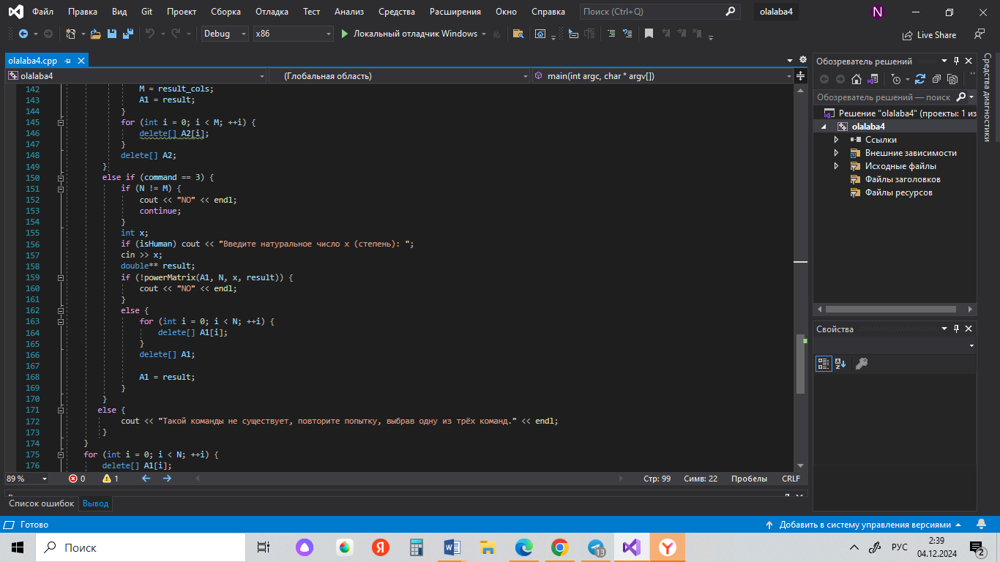 Файл Правка Вид Git Проект Сборка Отладка Тест Анализ Средства Расширения Окно Справка Поиск (Ctrl+Q) olalaba4 N
Debug x86 Локальный отладчик Windows Live Share
olalaba4.cpp
olalaba4 (Глобальная область) main(int argc, char * argv[])
142 M = result_cols;
143 A1 = result;
144 }
145 for (int i = 0; i < M; ++i) {
146 delete[] A2[i];
147 }
148 delete[] A2;
149 }
150 else if (command == 3) {
151 if (N != M) {
152 cout << "NO" << endl;
153 continue;
154 }
155 int x;
156 if (isHuman) cout << "Введите натуральное число x (степень): ";
157 cin >> x;
158 double** result;
159 if (!powerMatrix(A1, N, x, result)) {
160 cout << "NO" << endl;
161 }
162 else {
163 for (int i = 0; i < N; ++i) {
164 delete[] A1[i];
165 }
166 delete[] A1;
167
168 A1 = result;
169 }
170 }
171 else {
172 cout << "Такой команды не существует, повторите попытку, выбрав одну из трёх команд." << endl;
173 }
174 }
175 for (int i = 0; i < N; ++i) {
176 delete[] A1[i];
89 % 0 1 Стр: 99 Симв: 22 Пробелы CRLF
Список ошибок Вывод
Обозреватель решений
Обозреватель решений — поиск
Решение "olalaba4" (проекты: 1 из
olalaba4
Ссылки
Внешние зависимости
Исходные файлы
Файлы заголовков
Файлы ресурсов
Свойства
Средства диагностики
Готово Добавить в систему управления версиями
Поиск
Я
W
13
Y
РУС
2:39
04.12.2024
2